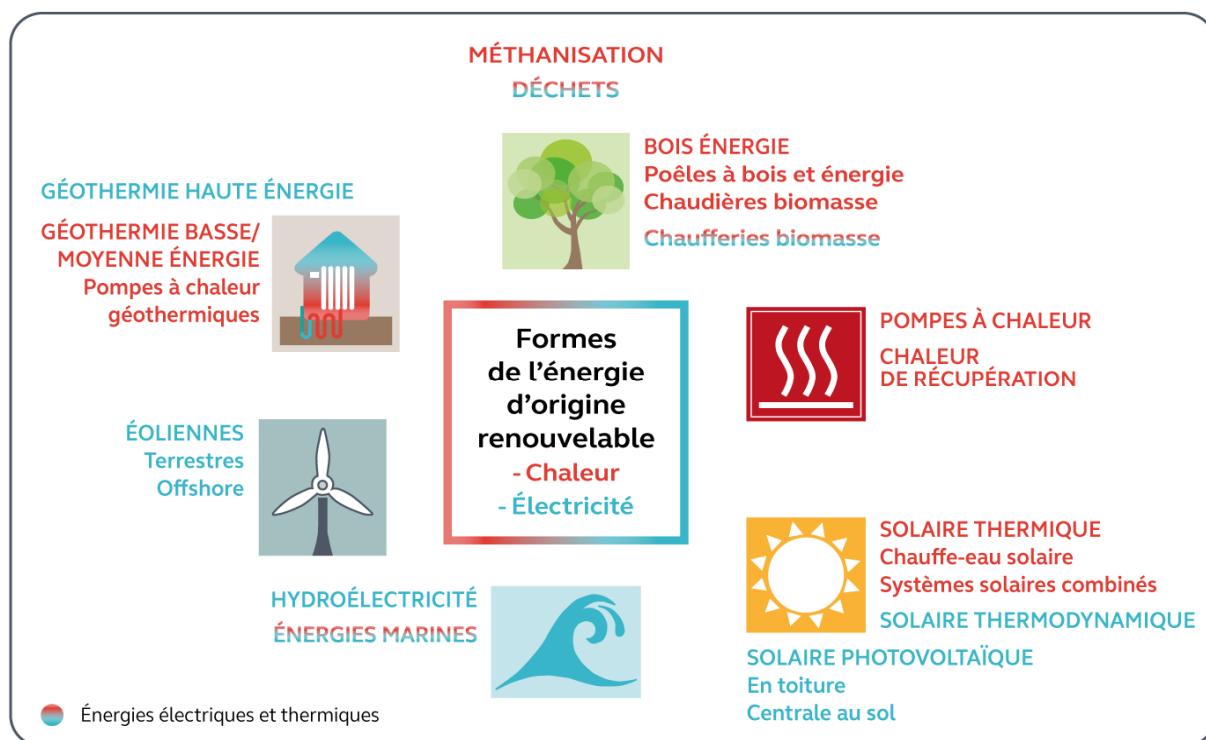 MÉTHANISATION
DÉCHETS
BOIS ÉNERGIE
Poêles à bois et énergie
Chaudières biomasse
Chaufferies biomasse
GÉOTHERMIE HAUTE ÉNERGIE
GÉOTHERMIE BASSE/
MOYENNE ÉNERGIE
Pompes à chaleur
géothermiques
Formes
de l’énergie
d’origine
renouvelable
- Chaleur
- Électricité
POMPES À CHALEUR
CHALEUR
DE RÉCUPÉRATION
ÉOLIENNES
Terrestres
Offshore
SOLAIRE THERMIQUE
Chauffe-eau solaire
Systèmes solaires combinés
SOLAIRE THERMODYNAMIQUE
SOLAIRE PHOTOVOLTAÏQUE
En toiture
Centrale au sol
HYDROÉLECTRICITÉ
ÉNERGIES MARINES
Énergies électriques et thermiques